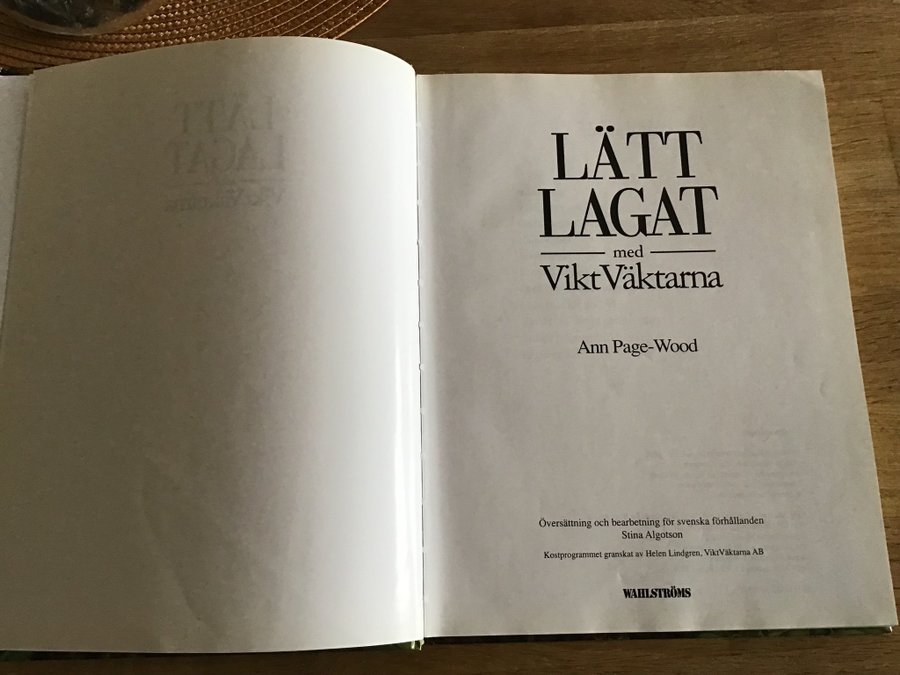 LÄTT
LAGAT
med
ViktVäktarna
Ann Page-Wood
Översättning och bearbetning för svenska förhållanden
Stina Algotson
Kostprogrammet granskat av Helen Lindgren, ViktVäktarna AB
WAHLSTRÖMS